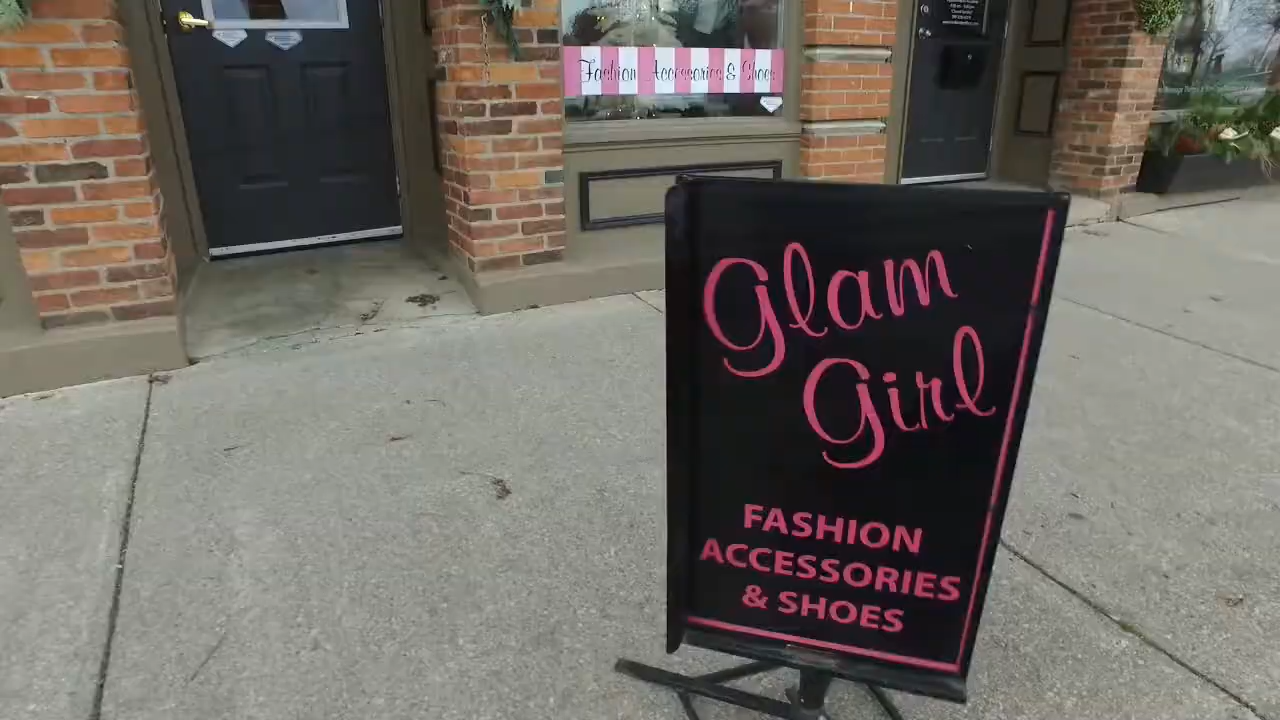 Fashion Accessories & Shoes
Glam
Girl
FASHION
ACCESSORIES
& SHOES